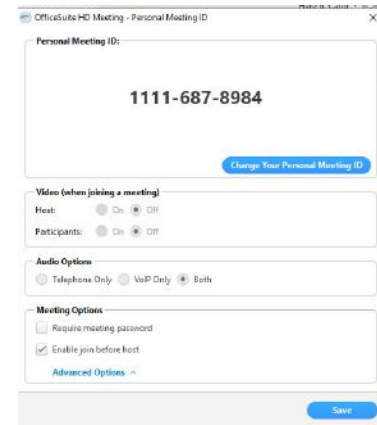 OfficeSuite HD Meeting - Personal Meeting ID
Personal Meeting ID:
1111-687-8984
Change Your Personal Meeting ID
Video (when joining a meeting)
Host: On Off
Participants: On Off
Audio Options
Telephone Only VoIP Only Both
Meeting Options
Require meeting password
Enable join before host
Advanced Options
Save